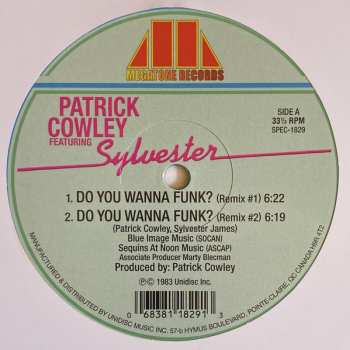 MEGATONE RECORDS
PATRICK
COWLEY
FEATURING
Sylvester
SIDE A
33⅓ RPM
SPEC-1829
1. DO YOU WANNA FUNK? (Remix #1) 6:22
2. DO YOU WANNA FUNK? (Remix #2) 6:19
(Patrick Cowley, Sylvester James)
Blue Image Music (SOCAN)
Sequins At Noon Music (ASCAP)
Associate Producer Marty Blecman
Produced by: Patrick Cowley
℗© 1983 Unidisc Inc.
0 68381 18291 3
MANUFACTURED & DISTRIBUTED BY UNIDISC MUSIC INC. 57-b HYMUS BOULEVARD, POINTE-CLAIRE, QC CANADA H9R 4T2